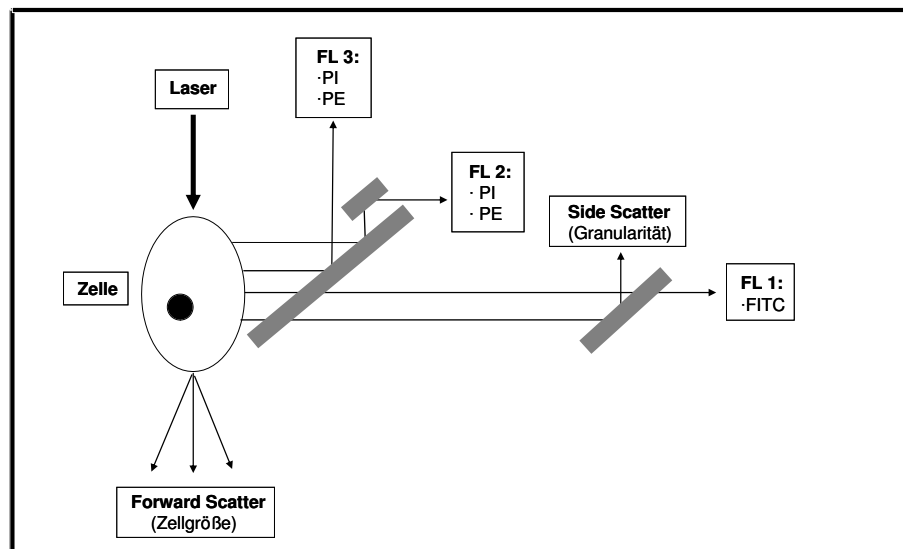 FL 3:
·PI
·PE
Laser
FL 2:
· PI
· PE
Side Scatter
(Granularität)
Zelle
FL 1:
·FITC
Forward Scatter
(Zellgröße)